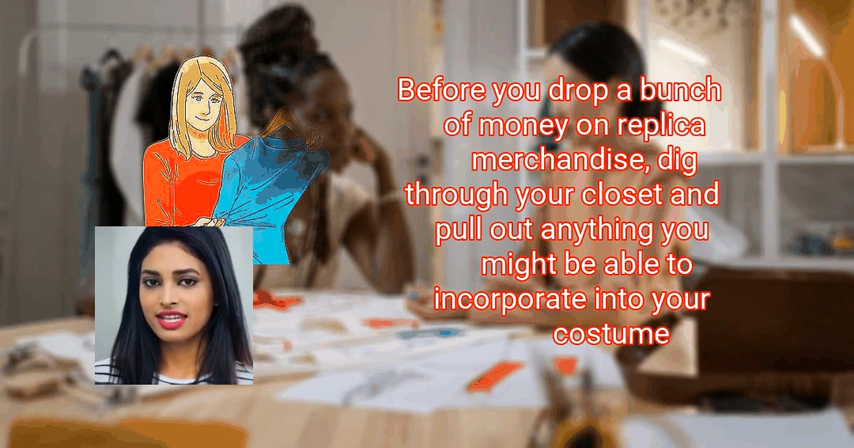 Before you drop a bunch
of money on replica
merchandise, dig
through your closet and
pull out anything you
might be able to
incorporate into your
costume